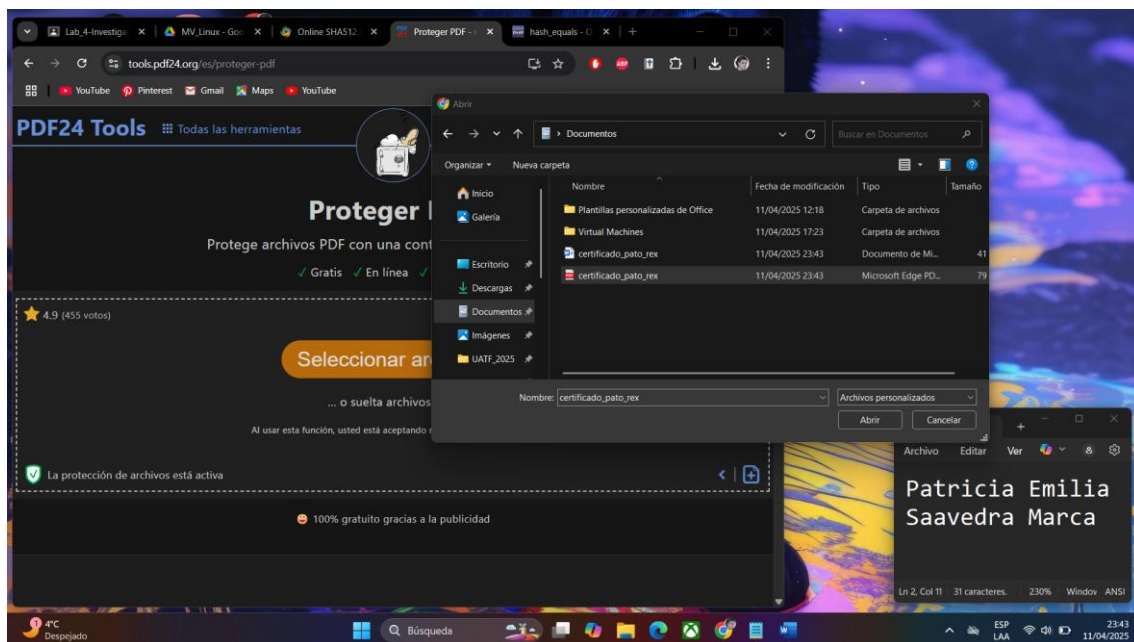 Lab_4-Investiga
MV_Linux - Goo
Online SHA512
Proteger PDF - 
hash_equals - O
tools.pdf24.org/es/proteger-pdf
YouTube
Pinterest
Gmail
Maps
YouTube
PDF24 Tools
Todas las herramientas
Proteger
Protege archivos PDF con una cont
✓ Gratis ✓ En línea ✓
4.9 (455 votos)
Seleccionar ar
... o suelta archivos
Al usar esta función, usted está aceptando
La protección de archivos está activa
100% gratuito gracias a la publicidad
Abrir
Documentos
Buscar en Documentos
Organizar
Nueva carpeta
Inicio
Galería
Escritorio
Descargas
Documentos
Imágenes
UATF_2025
Nombre Fecha de modificación Tipo Tamaño
Plantillas personalizadas de Office 11/04/2025 12:18 Carpeta de archivos
Virtual Machines 11/04/2025 17:23 Carpeta de archivos
certificado_pato_rex 11/04/2025 23:43 Documento de Mi... 41
certificado_pato_rex 11/04/2025 23:43 Microsoft Edge PD... 79
Nombre: certificado_pato_rex
Archivos personalizados
Abrir
Cancelar
Archivo Editar Ver
Patricia Emilia
Saavedra Marca
Ln 2, Col 11 31 caracteres. 230% Window ANSI
4°C
Despejado
Búsqueda
ESP
LAA
23:43
11/04/2025